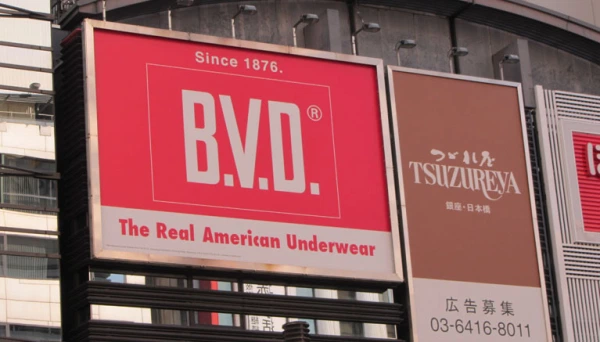 Since 1876.
B.V.D.®
The Real American Underwear
つづれ屋
TSUZUREYA
銀座・日本橋
広告募集
03-6416-8011
ほ